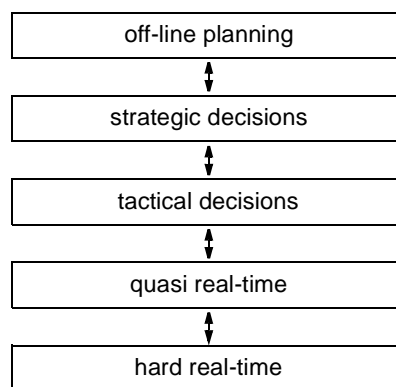 off-line planning
strategic decisions
tactical decisions
quasi real-time
hard real-time